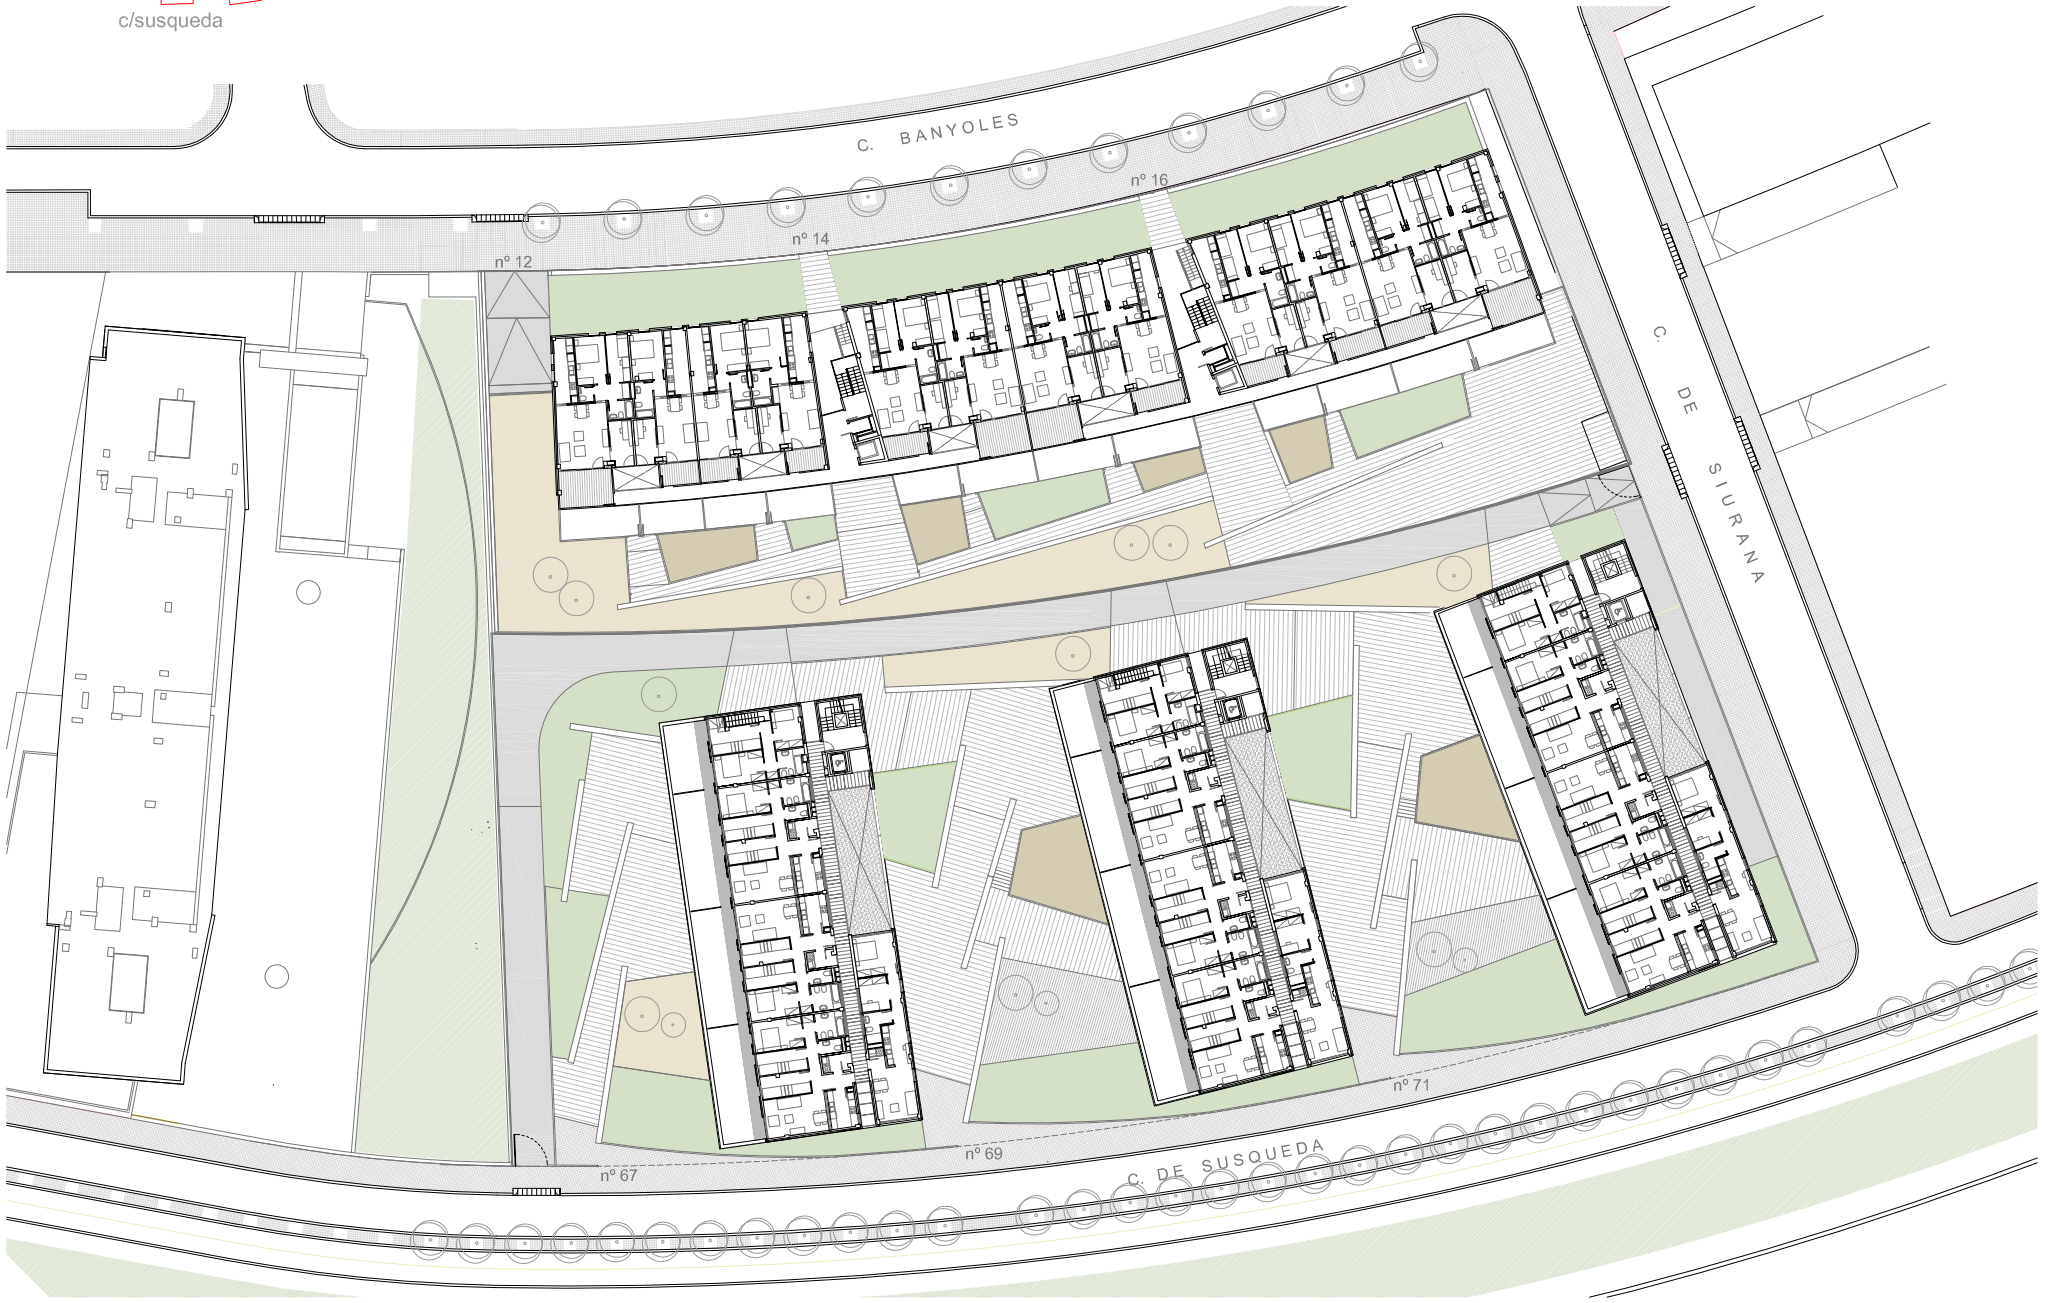 c/susqueda
C. BANYOLES
nº 16
nº 14
nº 12
C. DE SIURANA
nº 71
nº 69
C. DE SUSQUEDA
nº 67